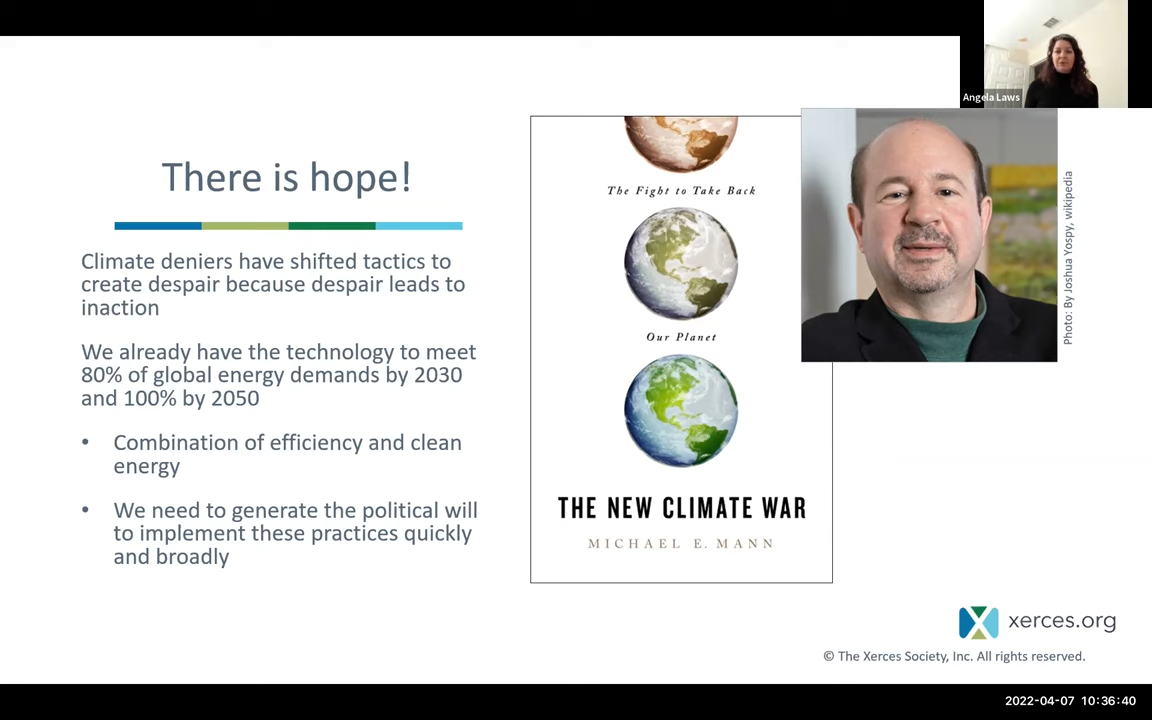 Angela Laws
There is hope!
Climate deniers have shifted tactics to
create despair because despair leads to
inaction
We already have the technology to meet
80% of global energy demands by 2030
and 100% by 2050
• Combination of efficiency and clean
energy
• We need to generate the political will
to implement these practices quickly
and broadly
The Fight to Take Back
Our Planet
THE NEW CLIMATE WAR
MICHAEL E. MANN
Photo: By Joshua Yospy, wikipedia
xerces.org
© The Xerces Society, Inc. All rights reserved.
2022-04-07 10:36:40